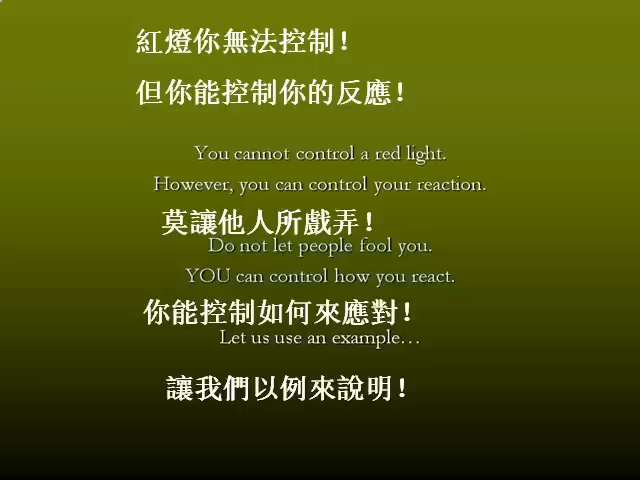 紅燈你無法控制！
但你能控制你的反應！
You cannot control a red light.
However, you can control your reaction.
莫讓他人所戲弄！
Do not let people fool you.
YOU can control how you react.
你能控制如何來應對！
Let us use an example…
讓我們以例來說明！